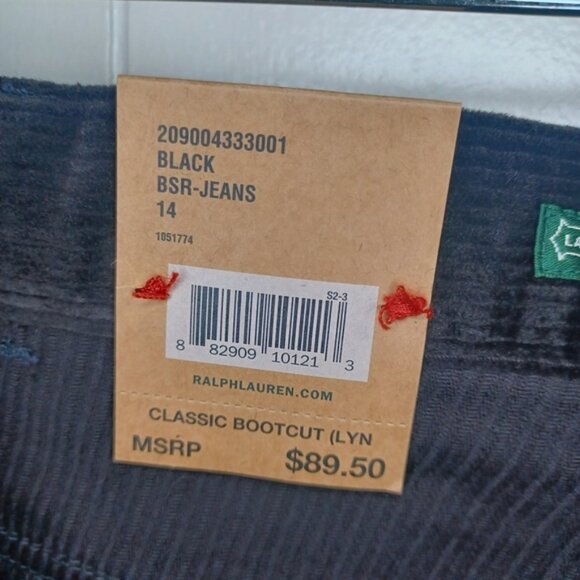 209004333001
BLACK
BSR-JEANS
14
1051774
S2-3
8 82909 10121 3
RALPHLAUREN.COM
CLASSIC BOOTCUT (LYN
MSRP $89.50